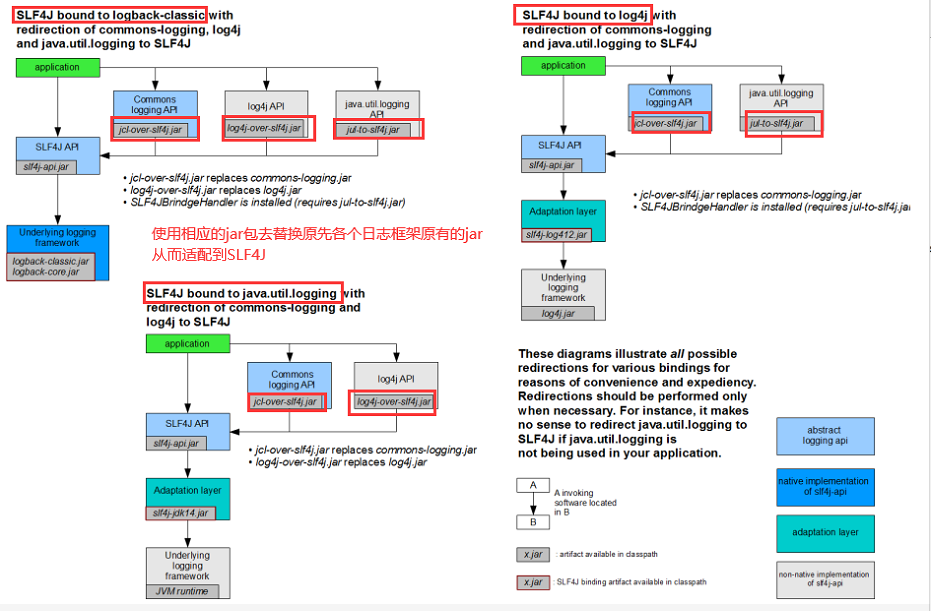 SLF4J bound to logback-classic with
redirection of commons-logging, log4j
and java.util.logging to SLF4J
application
Commons
logging API
jcl-over-slf4j.jar
log4j API
log4j-over-slf4j.jar
java.util.logging
API
jul-to-slf4j.jar
SLF4J API
slf4j-api.jar
• jcl-over-slf4j.jar replaces commons-logging.jar
• log4j-over-slf4j.jar replaces log4j.jar
• SLF4JBrindgeHandler is installed (requires jul-to-slf4j.jar)
Underlying logging
framework
logback-classic.jar
logback-core.jar
使用相应的jar包去替换原先各个日志框架原有的jar
从而适配到SLF4J
SLF4J bound to log4j with
redirection of commons-logging
and java.util.logging to SLF4J
application
Commons
logging API
jcl-over-slf4j.jar
java.util.logging
API
jul-to-slf4j.jar
SLF4J API
slf4j-api.jar
• jcl-over-slf4j.jar replaces commons-logging.jar
• SLF4JBrindgeHandler is installed (requires jul-to-slf4j.jar
Adaptation layer
slf4j-log412.jar
Underlying
logging
framework
log4j.jar
SLF4J bound to java.util.logging with
redirection of commons-logging and
log4j to SLF4J
application
Commons
logging API
jcl-over-slf4j.jar
log4j API
log4j-over-slf4j.jar
SLF4J API
slf4j-api.jar
• jcl-over-slf4j.jar replaces commons-logging.jar
• log4j-over-slf4j.jar replaces log4j.jar
Adaptation layer
slf4j-jdk14.jar
Underlying
logging
framework
JVM runtime
These diagrams illustrate all possible
redirections for various bindings for
reasons of convenience and expediency.
Redirections should be performed only
when necessary. For instance, it makes
no sense to redirect java.util.logging to
SLF4J if java.util.logging is
not being used in your application.
A
B
A invoking
software located
in B
x.jar : artifact available in classpath
x.jar : SLF4J binding artifact available in classpath
abstract
logging api
native implementation
of slf4j-api
adaptation layer
non-native implementation
of slf4j-api